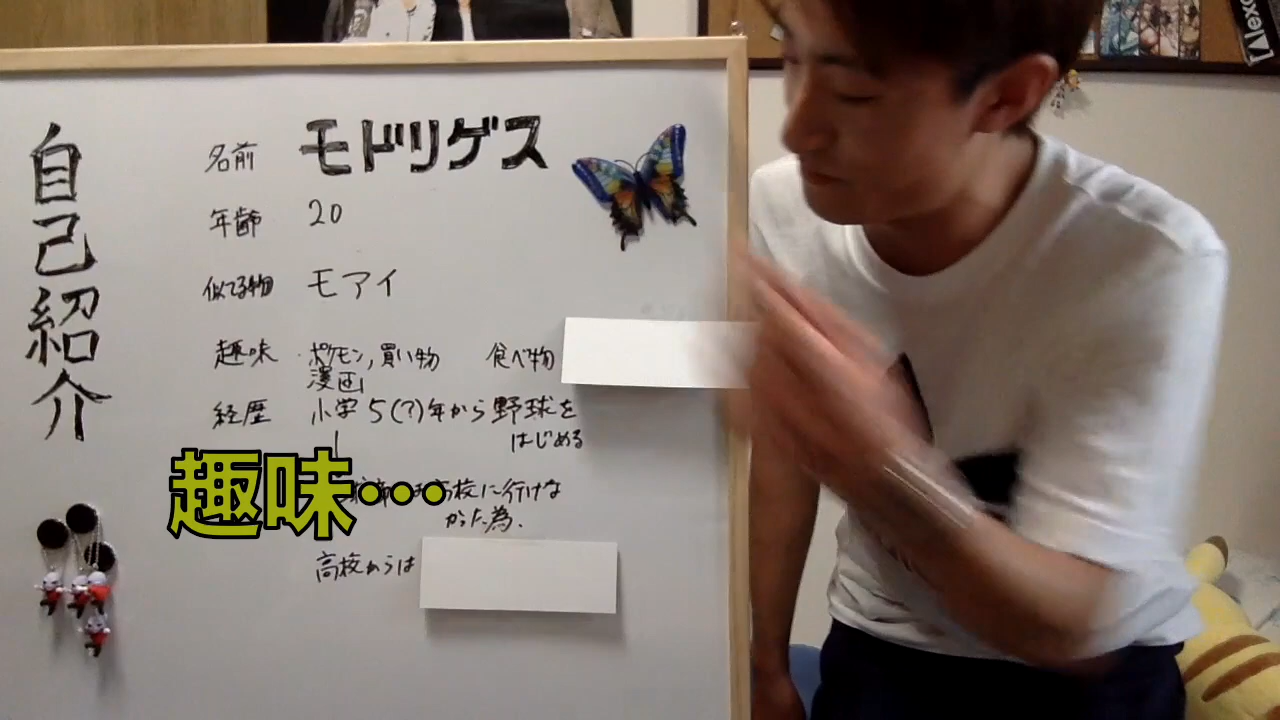 自己紹介
名前 モドリゲス
年齢 20
似てる物 モアイ
趣味 ・ポケモン,買い物 食べ物
漫画
経歴 小学5(?)年から野球を
はじめる
趣味…
高校に行けな
かった為.
高校からは